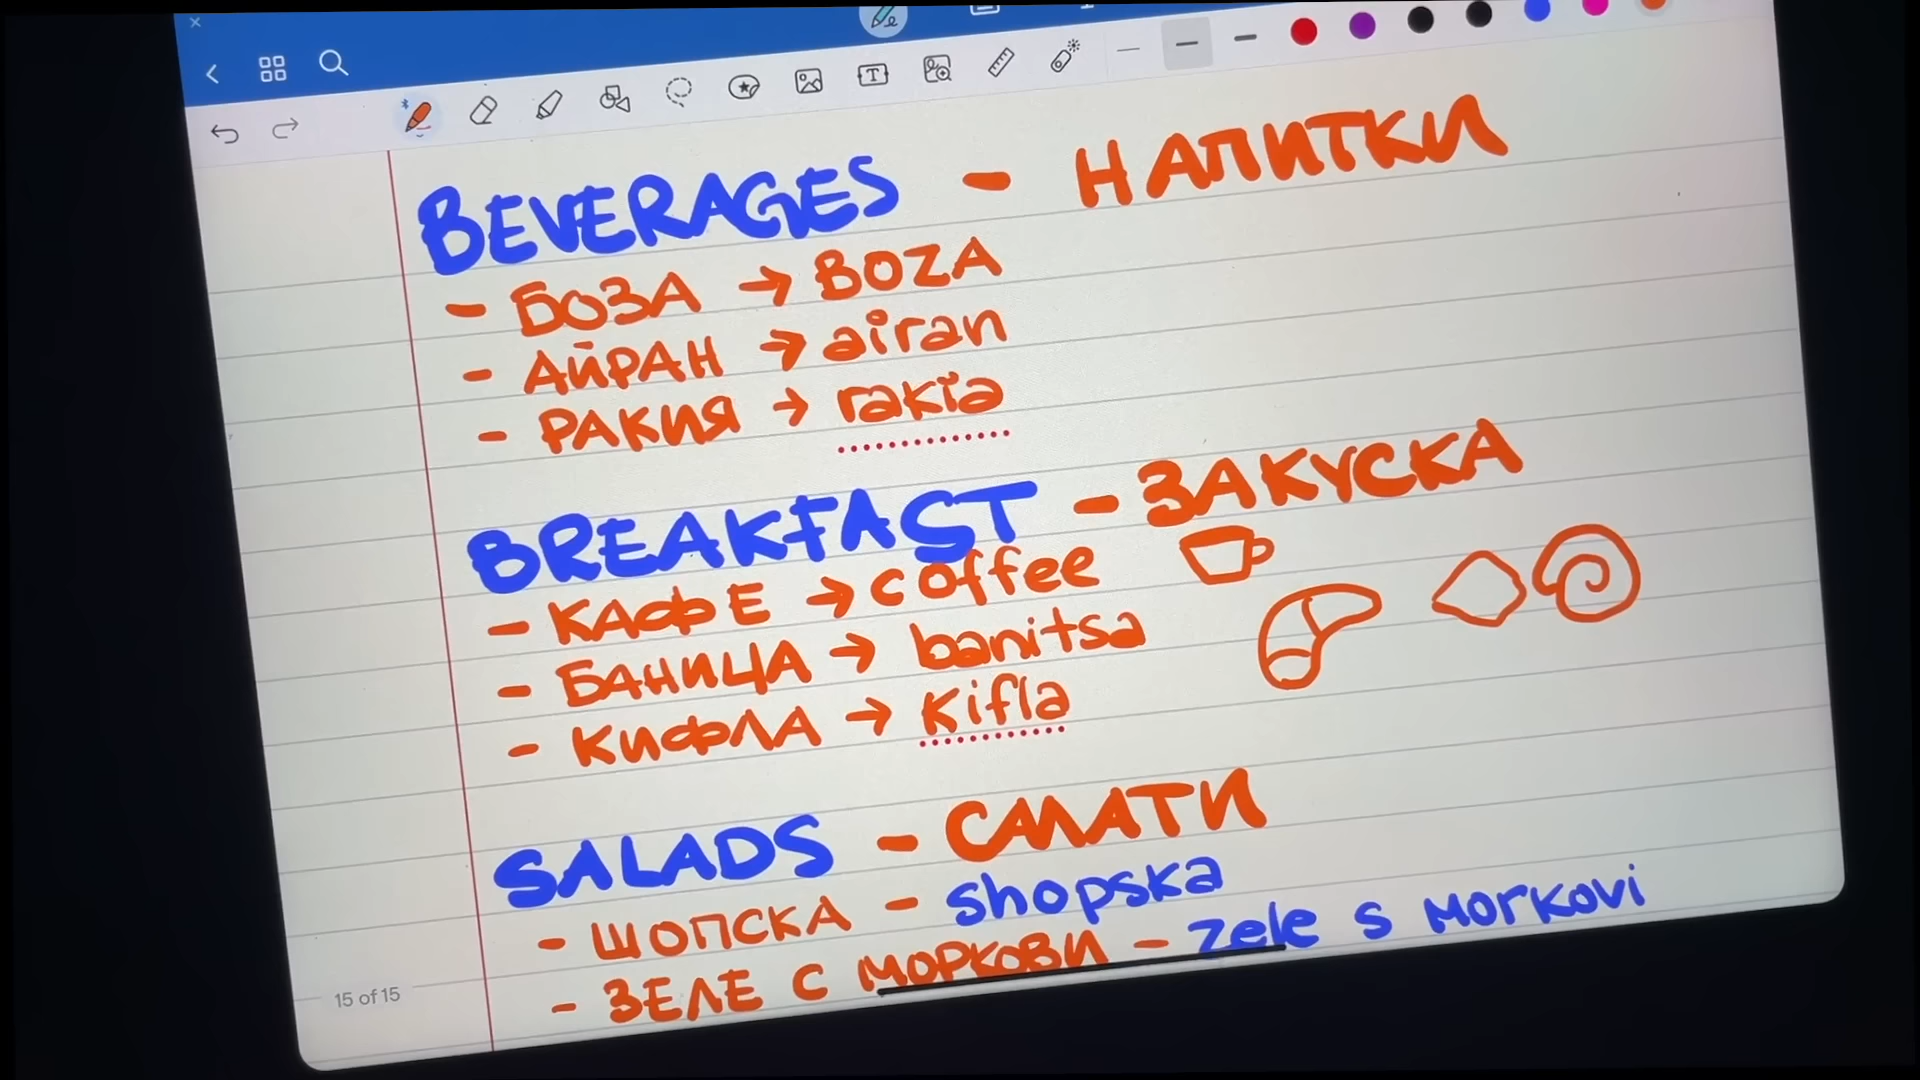 BEVERAGES - НАПИТКИ
- БОЗА → BOZA
- АЙРАН → airan
- РАКИЯ → rakia
BREAKFAST - ЗАКУСКА
- КАФЕ → coffee
- БАНИЦА → banitsa
- КИФЛА → kifla
SALADS - САЛАТИ
- ШОПСКА - shopska
- ЗЕЛЕ С МОРКОВИ - zele s morkovi
15 of 15